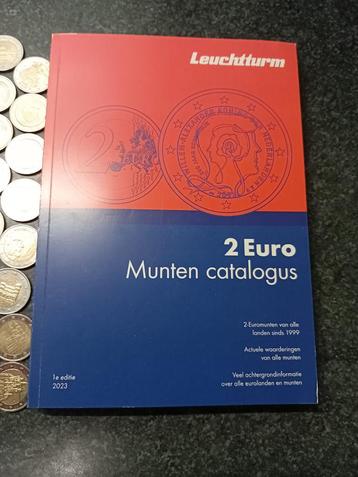 Leuchtturm
2 Euro
Munten catalogus
2-Euromunten van alle
landen sinds 1999
Actuele waarderingen
van alle munten
Veel achtergrondinformatie
over alle eurolanden en munten
1e editie
2023